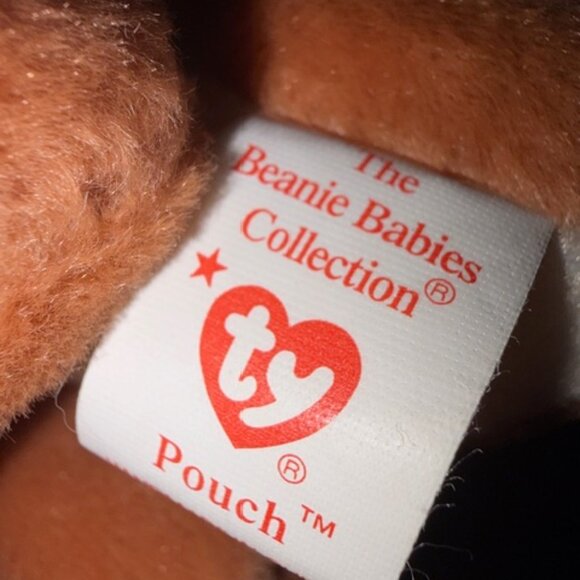 The
Beanie Babies
Collection®
ty
®
Pouch™